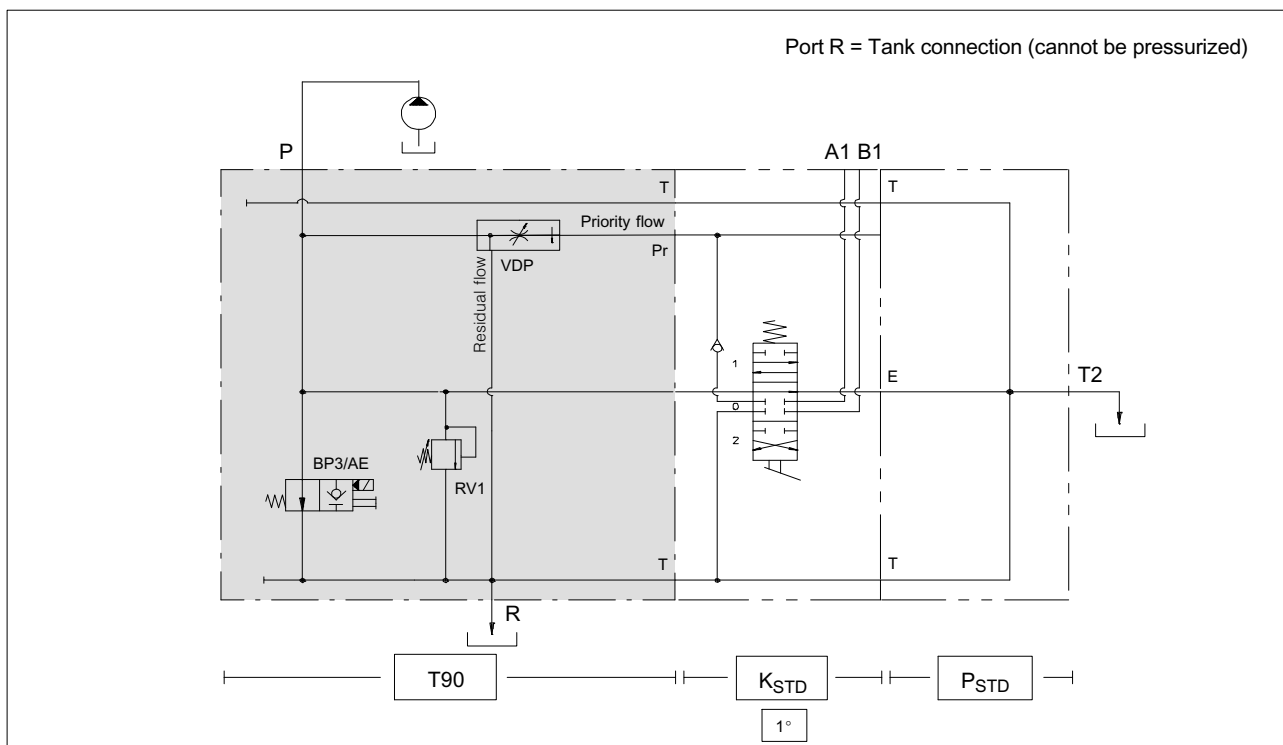 Port R = Tank connection (cannot be pressurized)
P
A1 B1
T
T
Priority flow
Pr
VDP
Residual flow
1
E
T2
0
2
BP3/AE
RV1
T
T
R
T90
KSTD
PSTD
1°